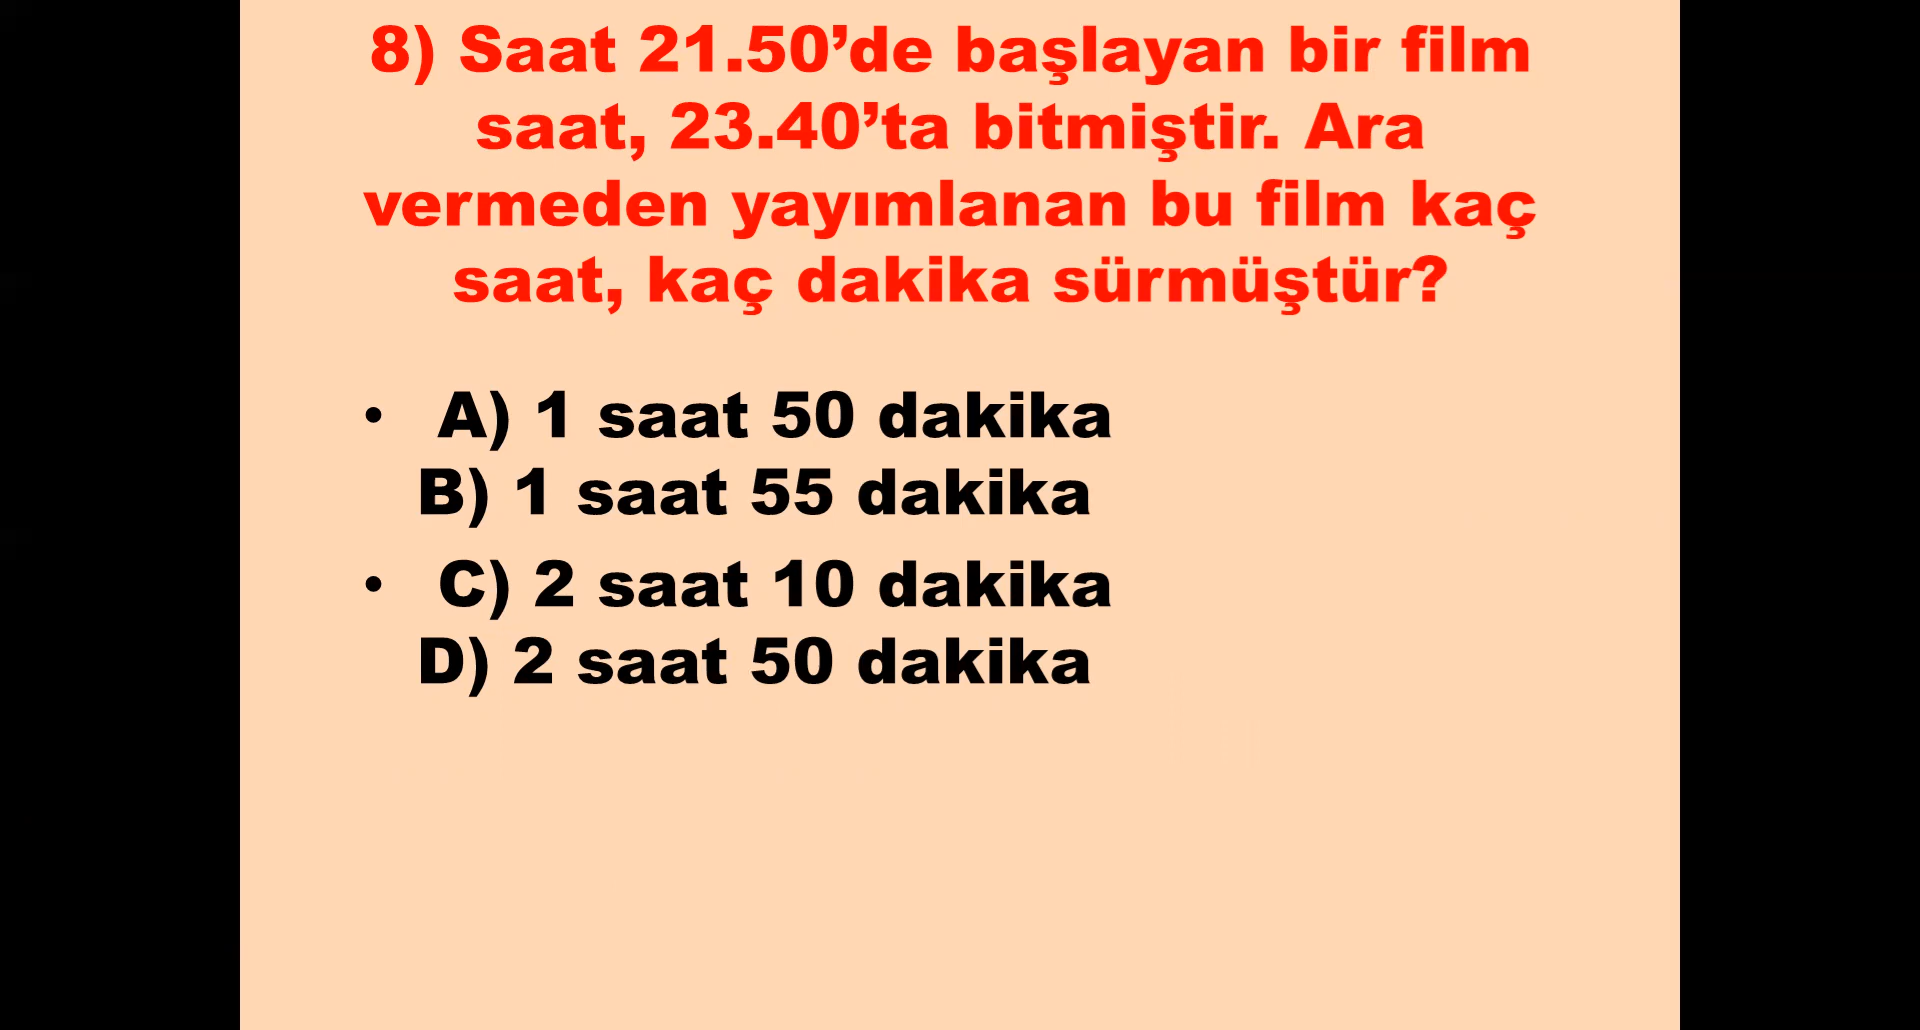 8) Saat 21.50’de başlayan bir film
saat, 23.40’ta bitmiştir. Ara
vermeden yayımlanan bu film kaç
saat, kaç dakika sürmüştür?
• A) 1 saat 50 dakika
B) 1 saat 55 dakika
• C) 2 saat 10 dakika
D) 2 saat 50 dakika